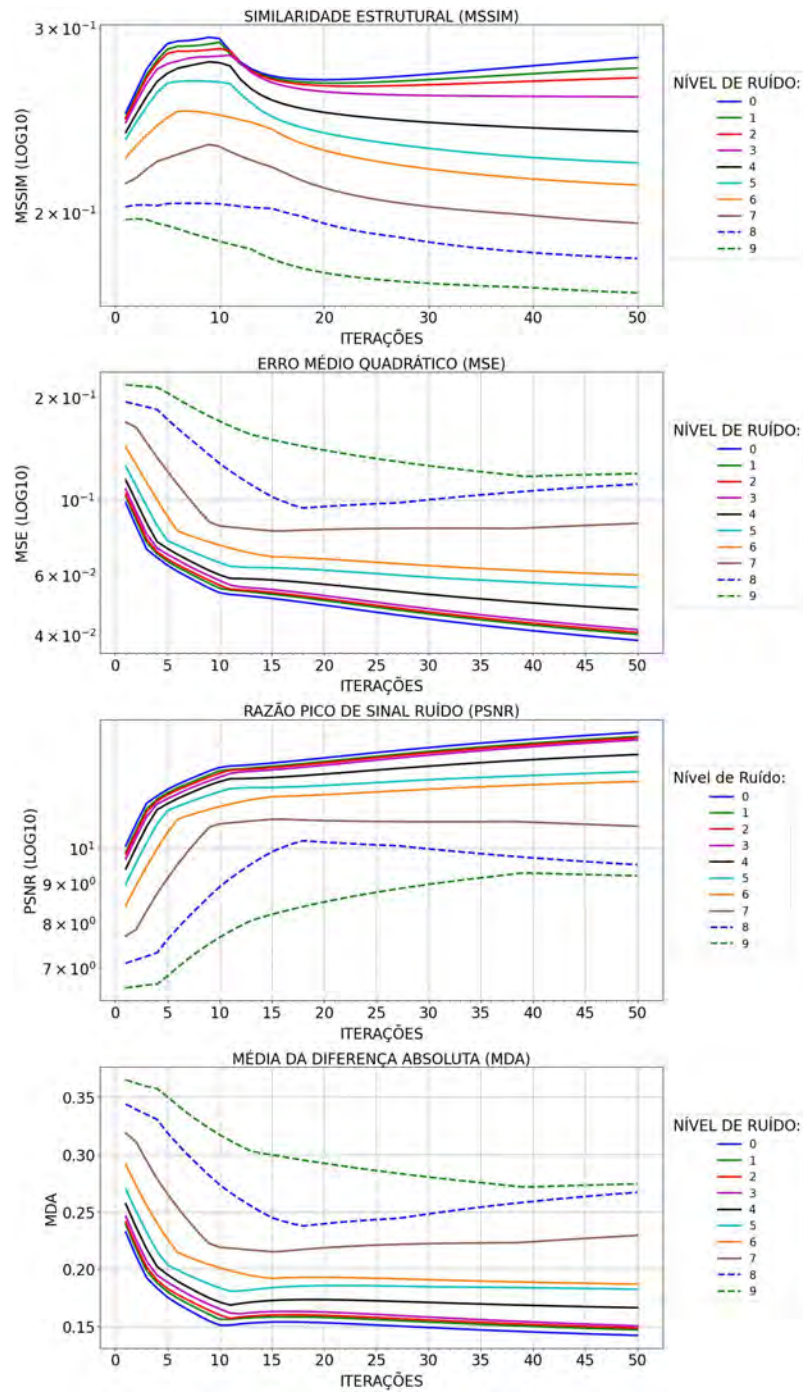 SIMILARIDADE ESTRUTURAL (MSSIM)
3 × 10⁻¹
2 × 10⁻¹
MSSIM (LOG10)
0 10 20 30 40 50
ITERAÇÕES
NÍVEL DE RUÍDO:
0
1
2
3
4
5
6
7
8
9
ERRO MÉDIO QUADRÁTICO (MSE)
2 × 10⁻¹
10⁻¹
6 × 10⁻²
4 × 10⁻²
MSE (LOG10)
0 5 10 15 20 25 30 35 40 45 50
ITERAÇÕES
NÍVEL DE RUÍDO:
0
1
2
3
4
5
6
7
8
9
RAZÃO PICO DE SINAL RUÍDO (PSNR)
10¹
9 × 10⁰
8 × 10⁰
7 × 10⁰
PSNR (LOG10)
0 5 10 15 20 25 30 35 40 45 50
ITERAÇÕES
Nível de Ruído:
0
1
2
3
4
5
6
7
8
9
MÉDIA DA DIFERENÇA ABSOLUTA (MDA)
0.35
0.30
0.25
0.20
0.15
MDA
0 5 10 15 20 25 30 35 40 45 50
ITERAÇÕES
NÍVEL DE RUÍDO:
0
1
2
3
4
5
6
7
8
9